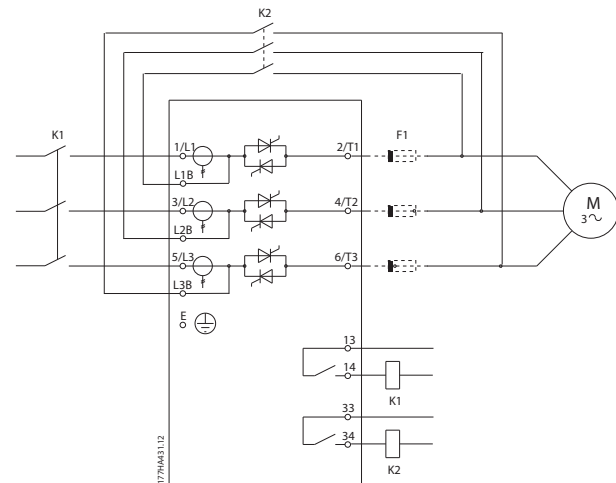 K2
K1
1/L1
2/T1
F1
L1B
3/L2
4/T2
M
3
L2B
5/L3
6/T3
L3B
E
13
14
K1
33
34
K2
177HA431.12